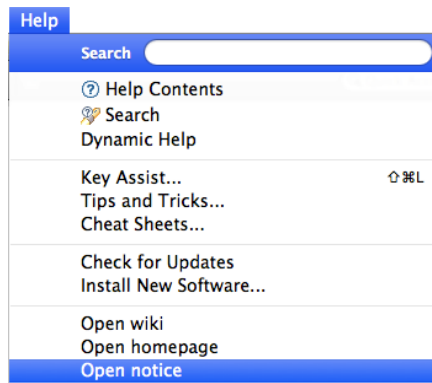 Help
Search
Help Contents
Search
Dynamic Help
Key Assist... ⇧⌘L
Tips and Tricks...
Cheat Sheets...
Check for Updates
Install New Software...
Open wiki
Open homepage
Open notice